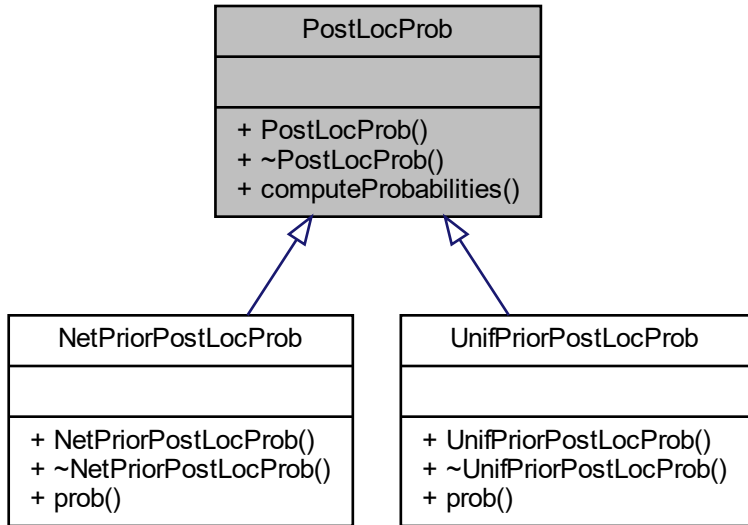 PostLocProb
+ PostLocProb()
+ ~PostLocProb()
+ computeProbabilities()
NetPriorPostLocProb
+ NetPriorPostLocProb()
+ ~NetPriorPostLocProb()
+ prob()
UnifPriorPostLocProb
+ UnifPriorPostLocProb()
+ ~UnifPriorPostLocProb()
+ prob()